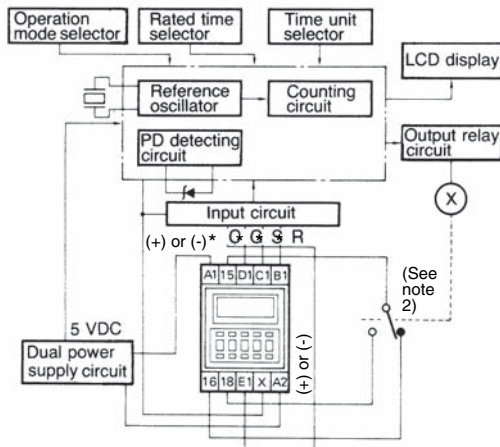 Operation
mode selector
Rated time
selector
Time unit
selector
LCD display
Reference
oscillator
Counting
circuit
PD detecting
circuit
Output relay
circuit
X
Input circuit
(+) or (-)* G* G* S* R
A1 15 D1 C1 B1
(See
note
2)
5 VDC
Dual power
supply circuit
(+) or (-)
16 18 E1 X A2